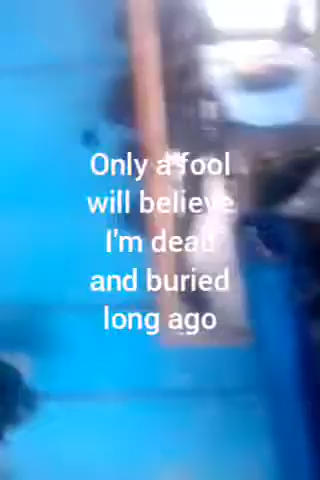 Only a fool
will believe
I'm dead
and buried
long ago